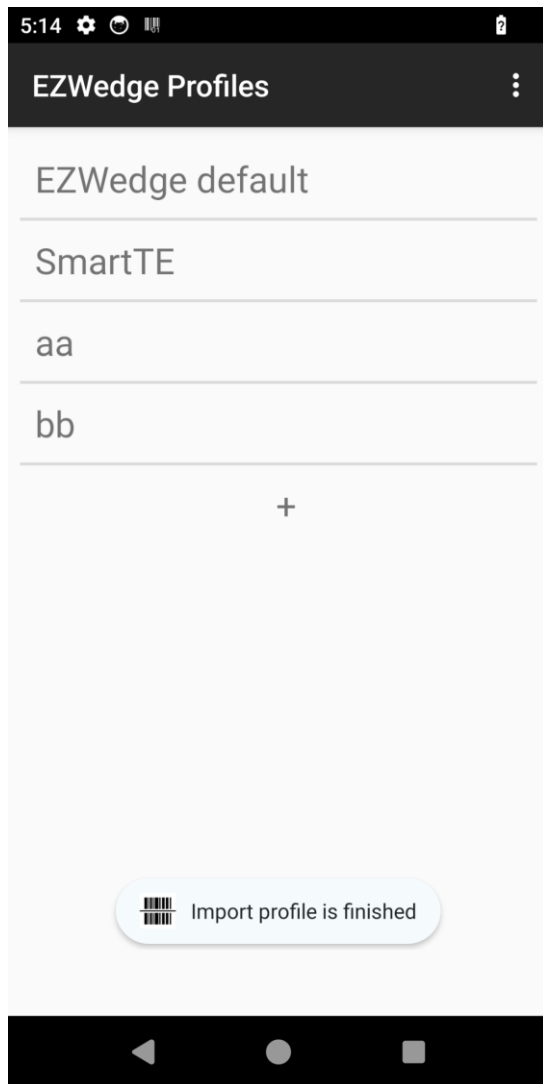 5:14
EZWedge Profiles
EZWedge default
SmartTE
aa
bb
+
Import profile is finished